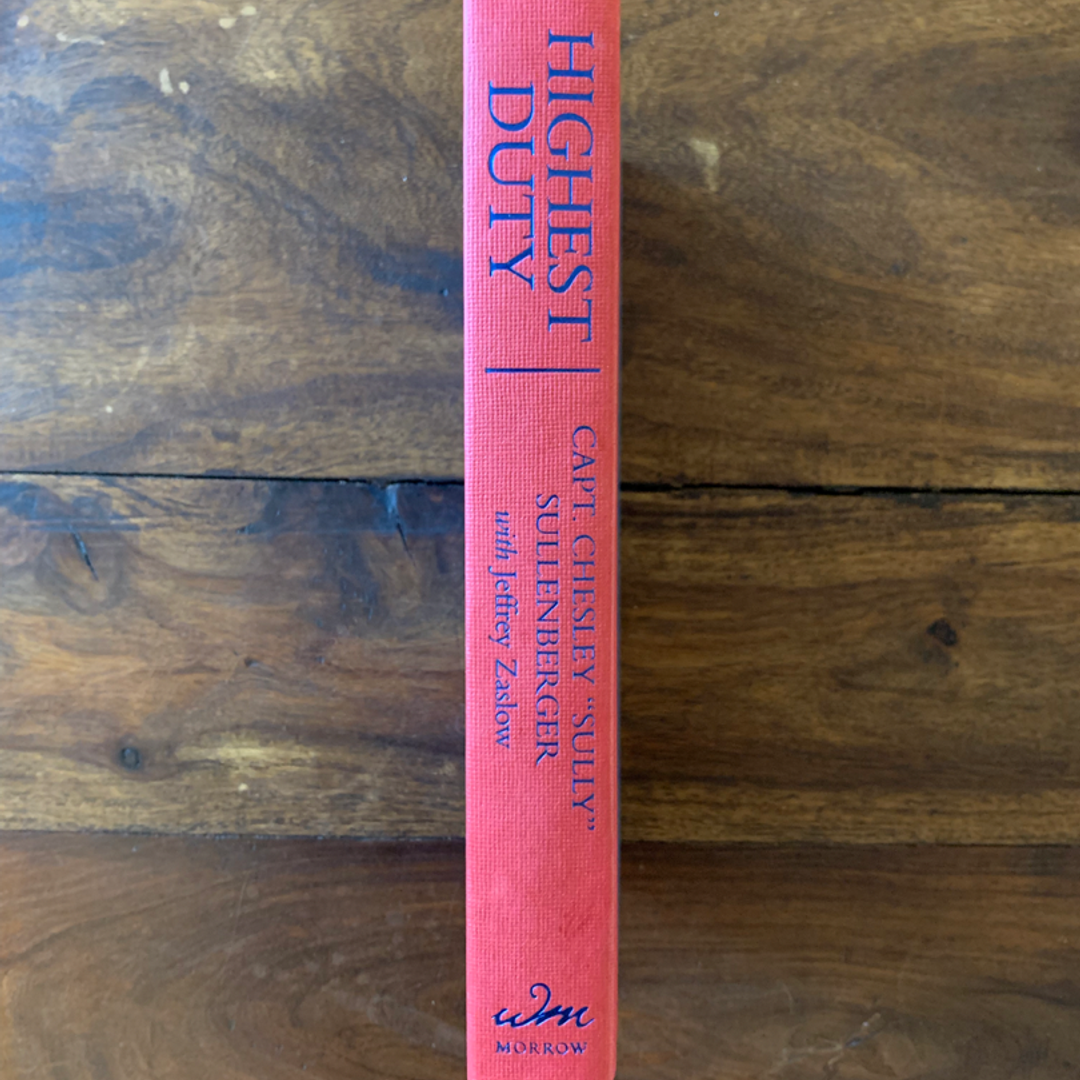 HIGHEST
DUTY
CAPT. CHESLEY “SULLY”
SULLENBERGER
with Jeffrey Zaslow
wm
MORROW